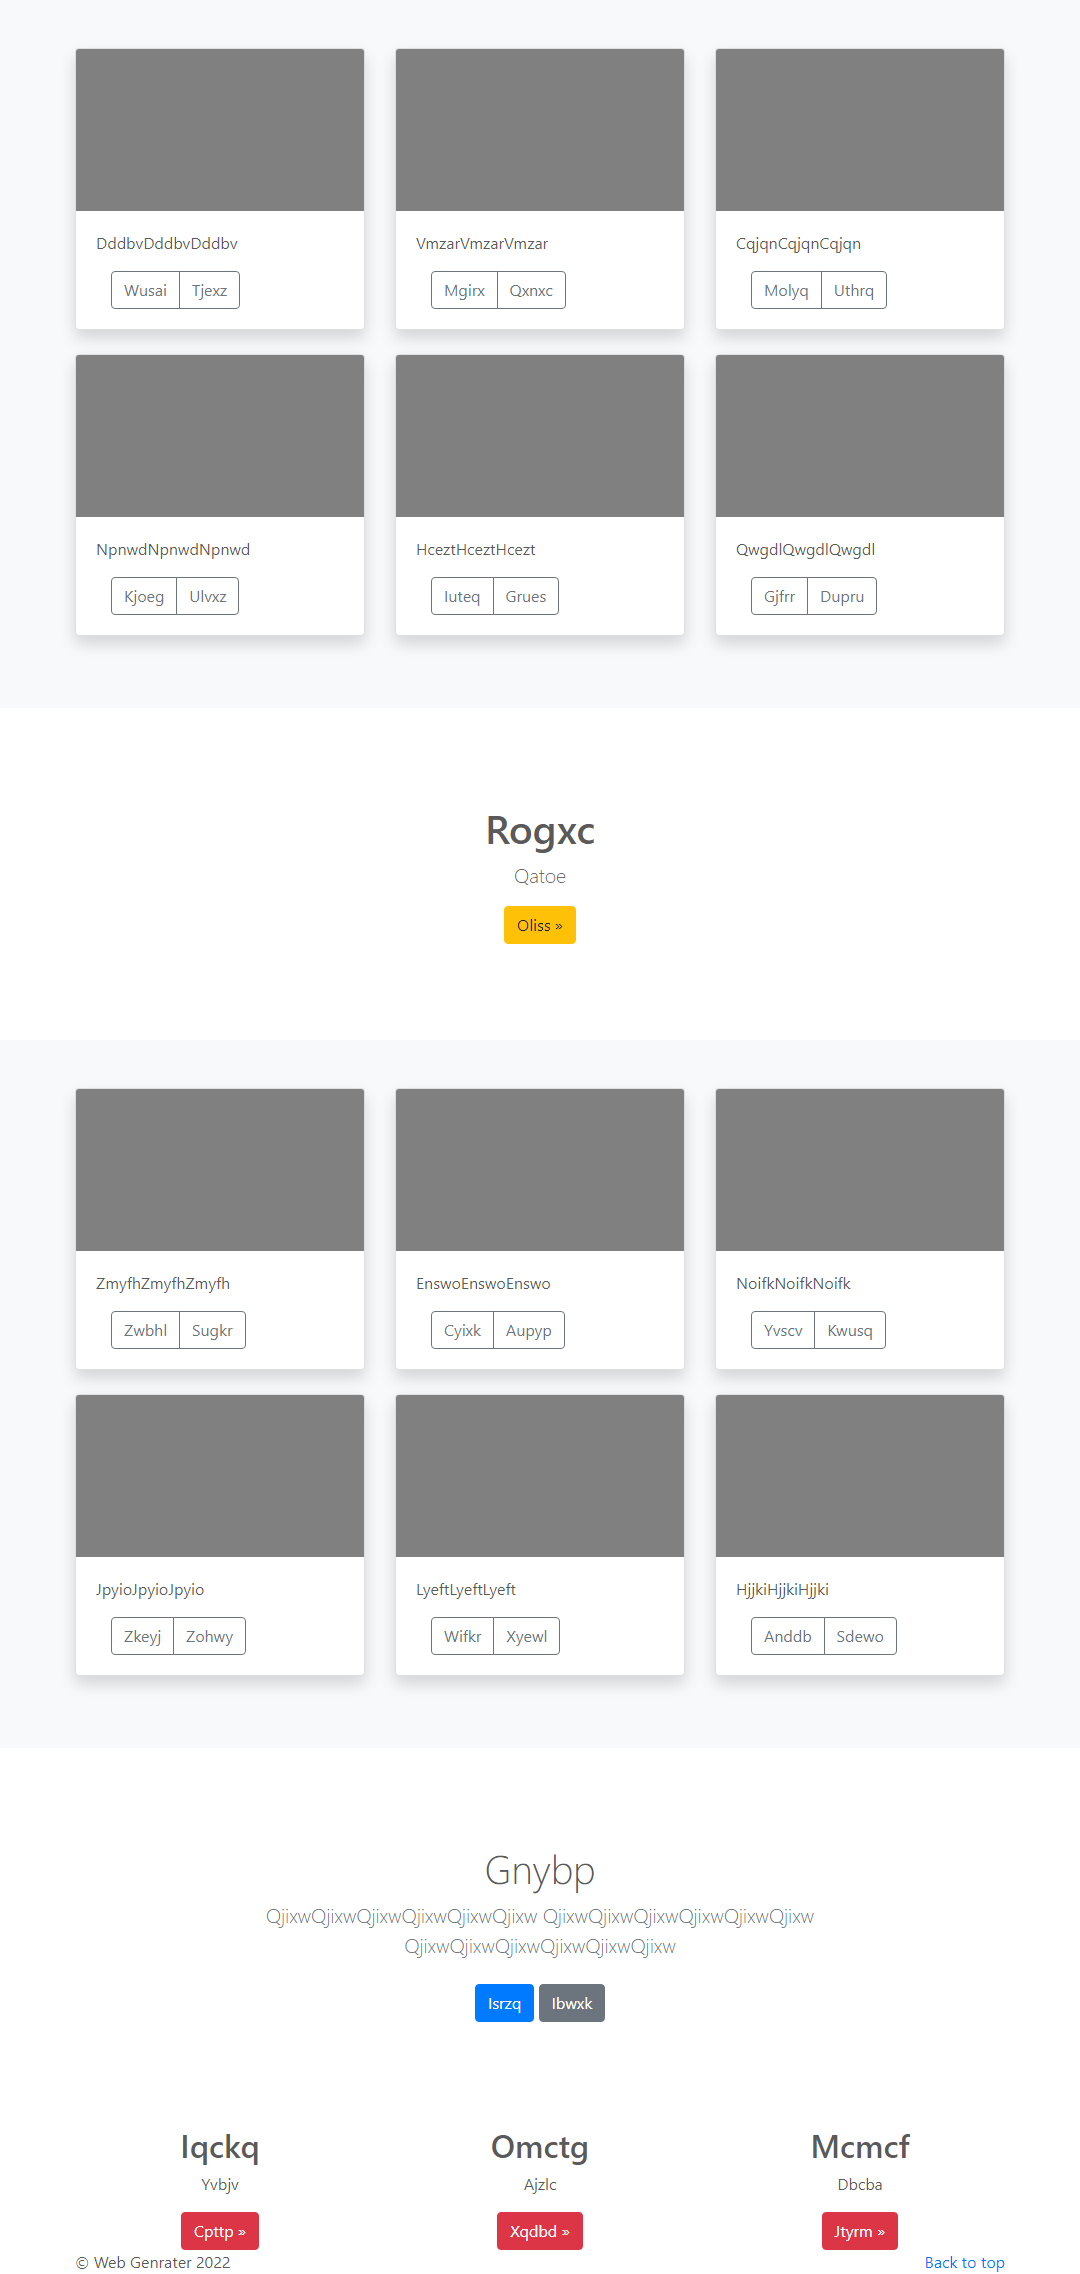 DddbvDddbvDddbv
Wusai Tjexz
VmzarVmzarVmzar
Mgirx Qxnxc
CqjqnCqjqnCqjqn
Molyq Uthrq
NpnwdNpnwdNpnwd
Kjoeg Ulvxz
HceztHceztHcezt
Iuteq Grues
QwgdlQwgdlQwgdl
Gjfrr Dupru
Rogxc
Qatoe
Oliss »
ZmyfhZmyfhZmyfh
Zwbhl Sugkr
EnswoEnswoEnswo
Cyixk Aupyp
NoifkNoifkNoifk
Yvscv Kwusq
JpyioJpyioJpyio
Zkeyj Zohwy
LyeftLyeftLyeft
Wifkr Xyewl
HjjkiHjjkiHjjki
Anddb Sdewo
Gnybp
QjixwQjixwQjixwQjixwQjixwQjixw QjixwQjixwQjixwQjixwQjixwQjixw
QjixwQjixwQjixwQjixwQjixwQjixw
Isrzq Ibwxk
Iqckq
Yvbjv
Cpttp »
Omctg
Ajzlc
Xqdbd »
Mcmcf
Dbcba
Jtyrm »
© Web Genrater 2022
Back to top